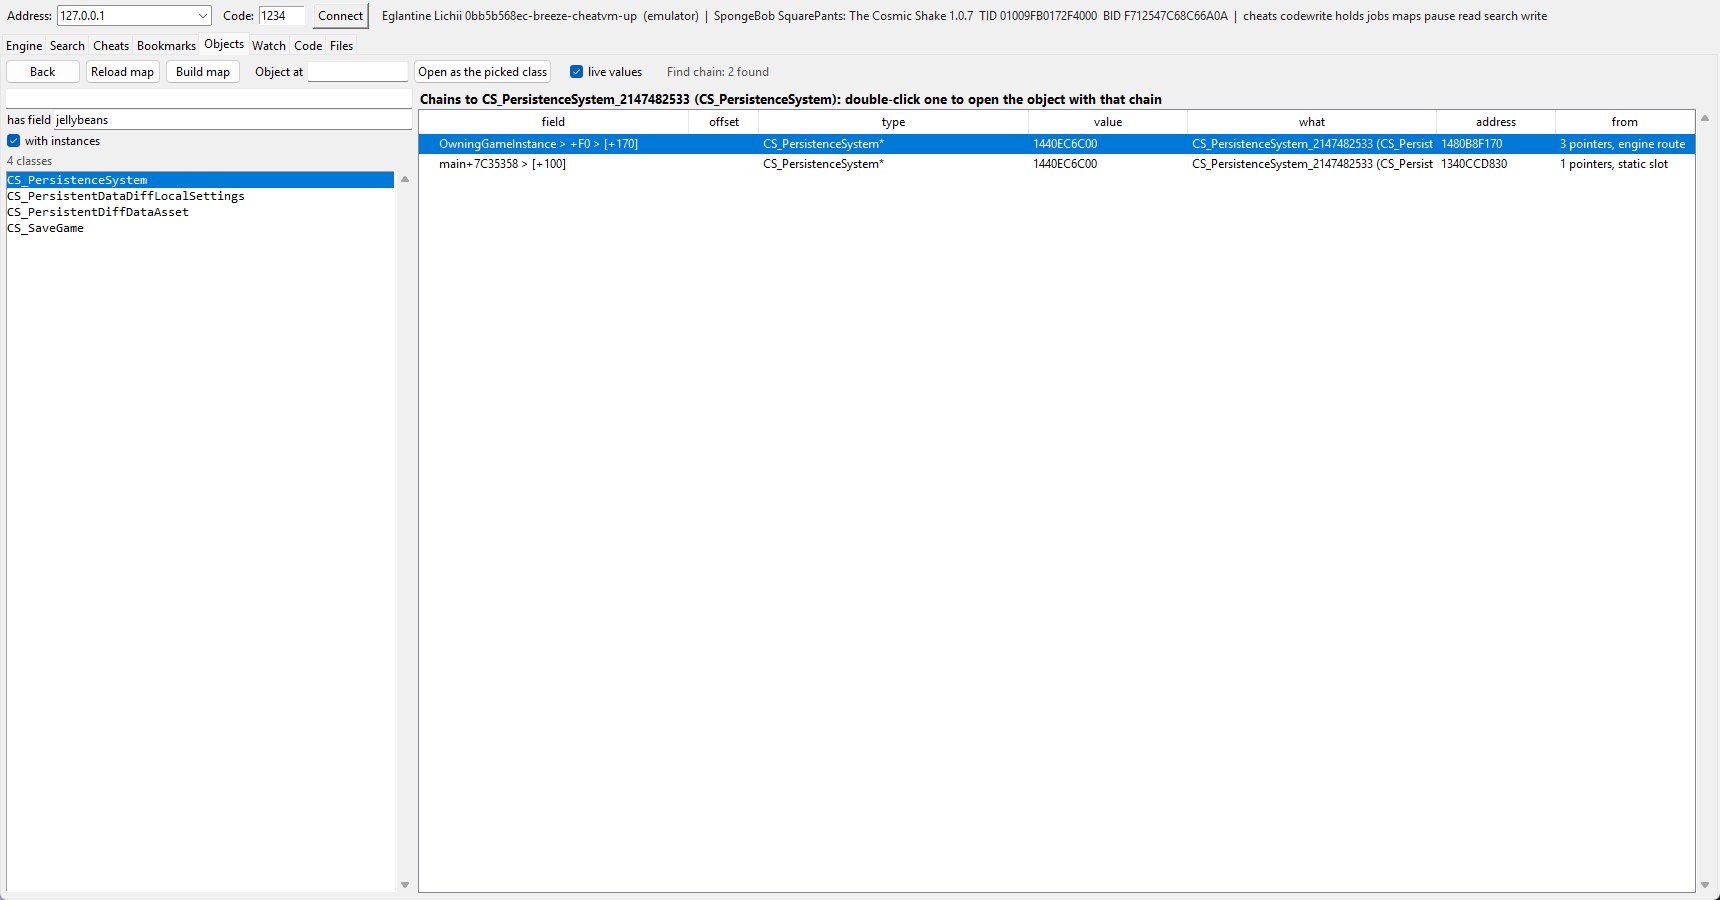 Address: 127.0.0.1 Code: 1234 Connect Eglantine Lichii 0bb5b568ec-breeze-cheatvm-up (emulator) | SpongeBob SquarePants: The Cosmic Shake 1.0.7 TID 01009FB0172F4000 BID F712547C68C66A0A | cheats codewrite holds jobs maps pause read search write
Engine Search Cheats Bookmarks Objects Watch Code Files
Back Reload map Build map Object at Open as the picked class live values Find chain: 2 found
Chains to CS_PersistenceSystem_2147482533 (CS_PersistenceSystem): double-click one to open the object with that chain
has field jellybeans
with instances
4 classes
CS_PersistenceSystem
CS_PersistentDataDiffLocalSettings
CS_PersistentDiffDataAsset
CS_SaveGame
field offset type value what address from
OwningGameInstance > +F0 > [+170] CS_PersistenceSystem* 1440EC6C00 CS_PersistenceSystem_2147482533 (CS_Persist 1480B8F170 3 pointers, engine route
main+7C35358 > [+100] CS_PersistenceSystem* 1440EC6C00 CS_PersistenceSystem_2147482533 (CS_Persist 1340CCD830 1 pointers, static slot